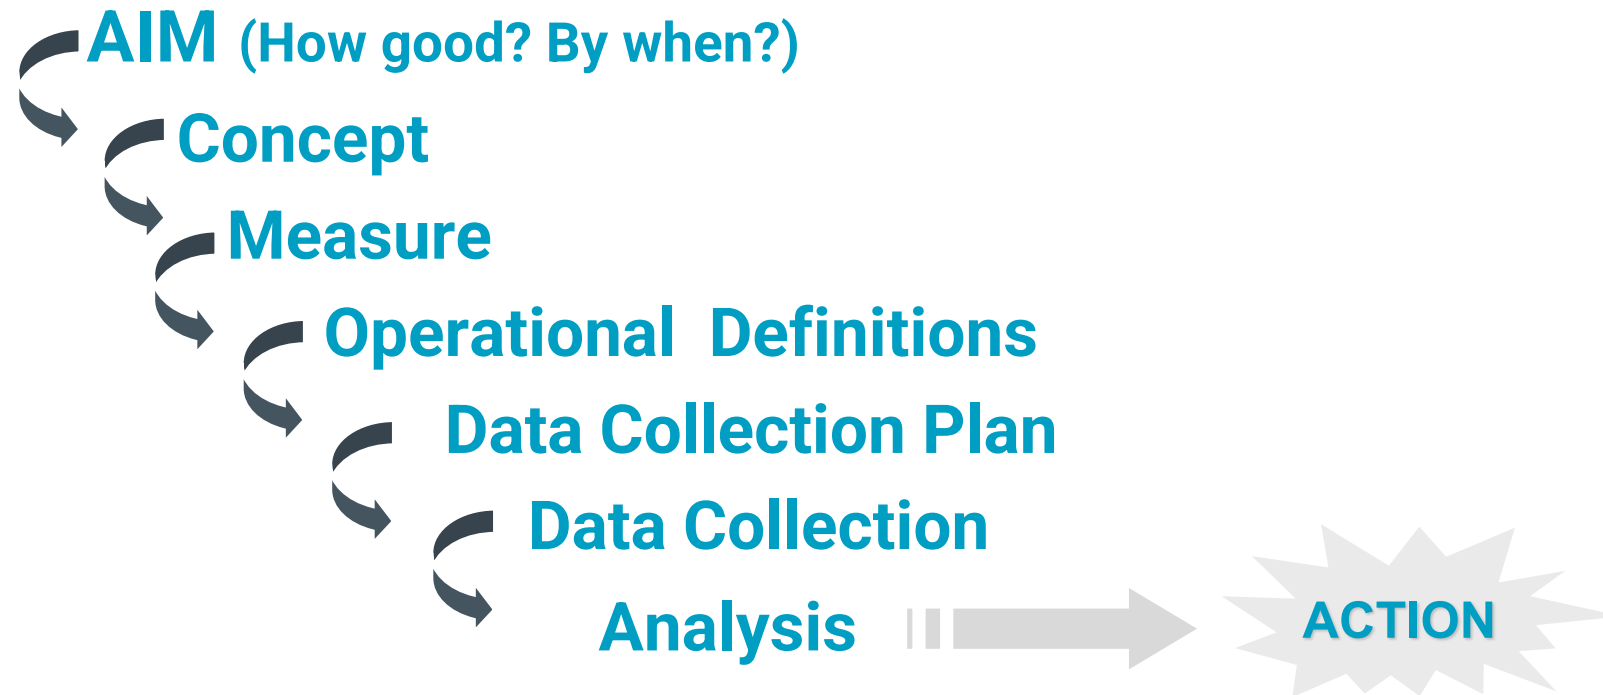 AIM (How good? By when?)
Concept
Measure
Operational Definitions
Data Collection Plan
Data Collection
Analysis
ACTION